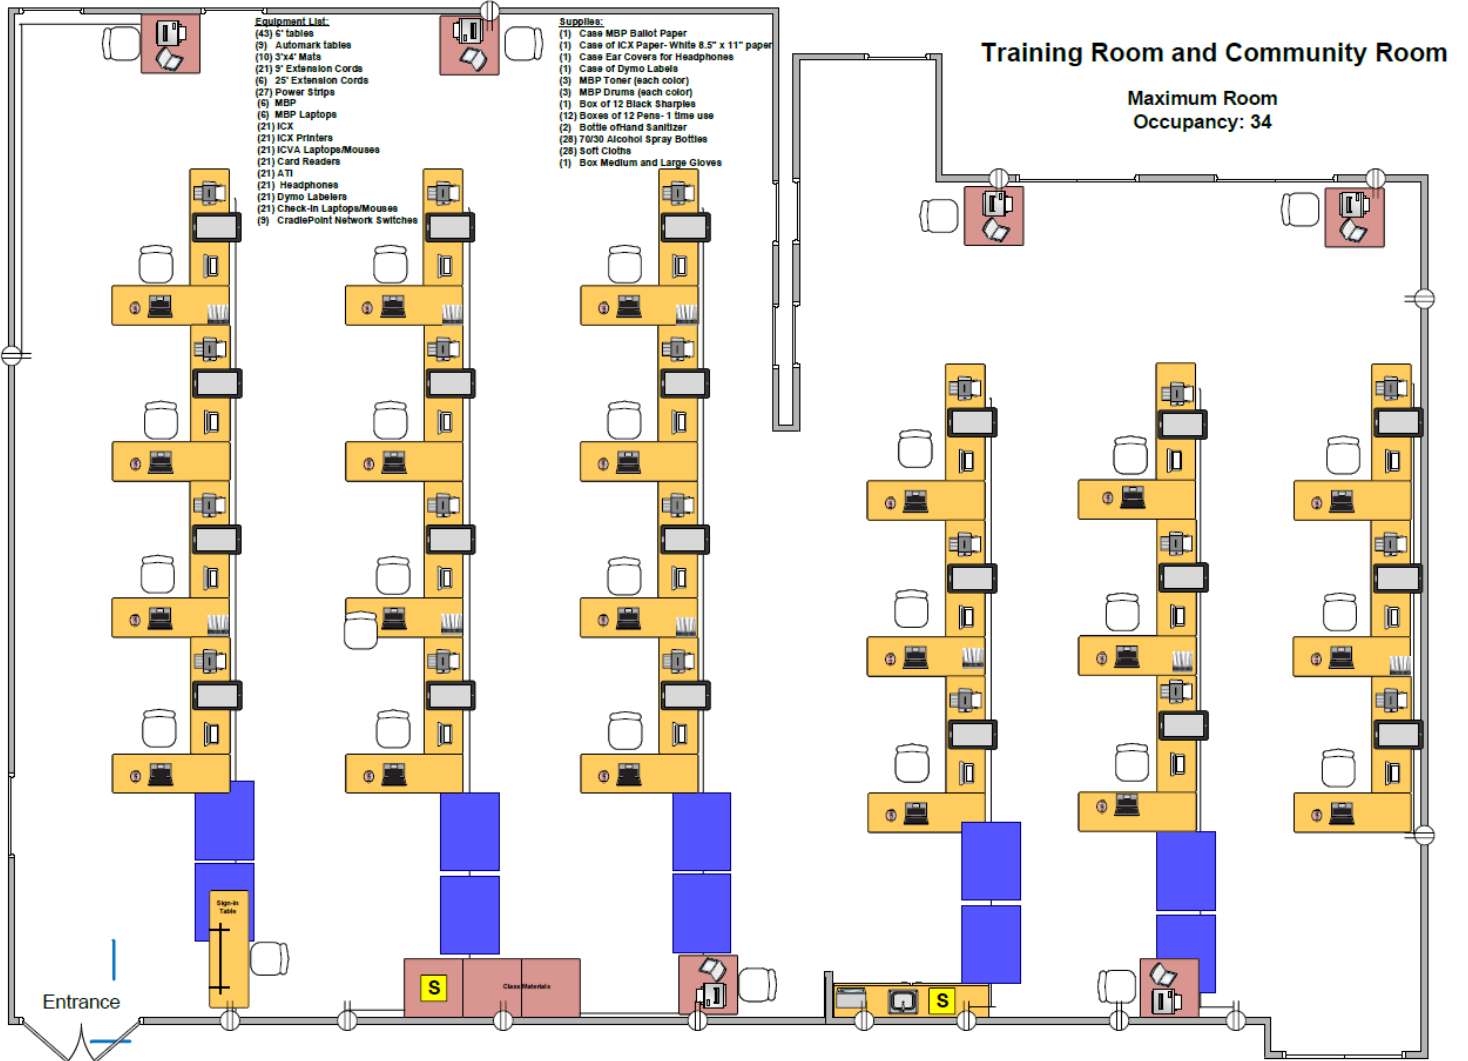 Equipment List:
(43) 6' tables
(9) Automark tables
(10) 3'x4' Mats
(21) 9' Extension Cords
(6) 25' Extension Cords
(27) Power Strips
(6) MBP
(6) MBP Laptops
(21) ICX
(21) ICX Printers
(21) ICVA Laptops/Mouses
(21) Card Readers
(21) ATI
(21) Headphones
(21) Dymo Labelers
(21) Check-In Laptops/Mouses
(9) CradlePoint Network Switches
Supplies:
(1) Case MBP Ballot Paper
(1) Case of ICX Paper- White 8.5" x 11" paper
(1) Case Ear Covers for Headphones
(1) Case of Dymo Labels
(3) MBP Toner (each color)
(3) MBP Drums (each color)
(1) Box of 12 Black Sharpies
(12) Boxes of 12 Pens- 1 time use
(2) Bottle ofHand Sanitizer
(28) 70/30 Alcohol Spray Bottles
(28) Soft Cloths
(1) Box Medium and Large Gloves
Training Room and Community Room
Maximum Room
Occupancy: 34
Sign-in
Table
Entrance
S
Class Materials
S